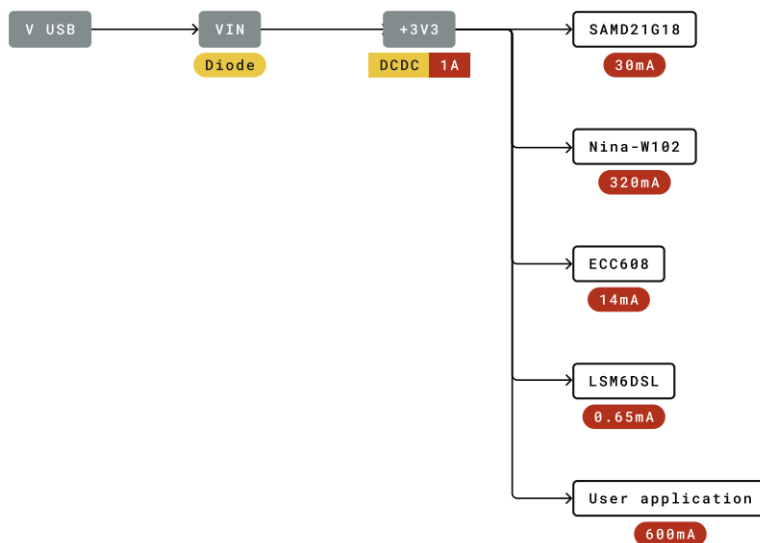 V USB
VIN
+3V3
SAMD21G18
Diode
DCDC 1A
30mA
Nina-W102
320mA
ECC608
14mA
LSM6DSL
0.65mA
User application
600mA